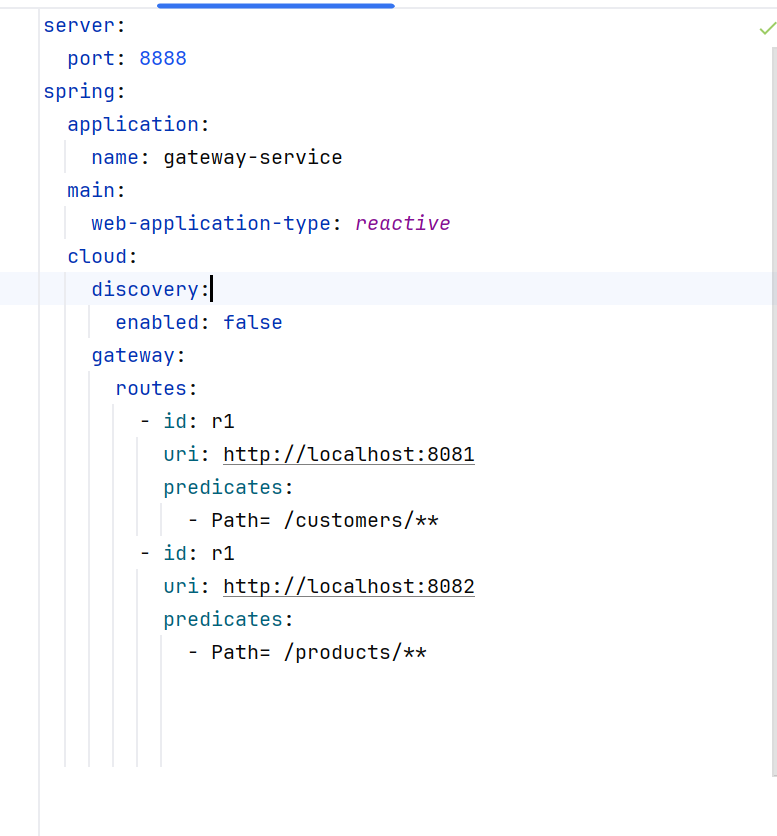 server:
  port: 8888
spring:
  application:
    name: gateway-service
  main:
    web-application-type: reactive
  cloud:
    discovery:
      enabled: false
    gateway:
      routes:
        - id: r1
          uri: http://localhost:8081
          predicates:
            - Path= /customers/**
        - id: r1
          uri: http://localhost:8082
          predicates:
            - Path= /products/**